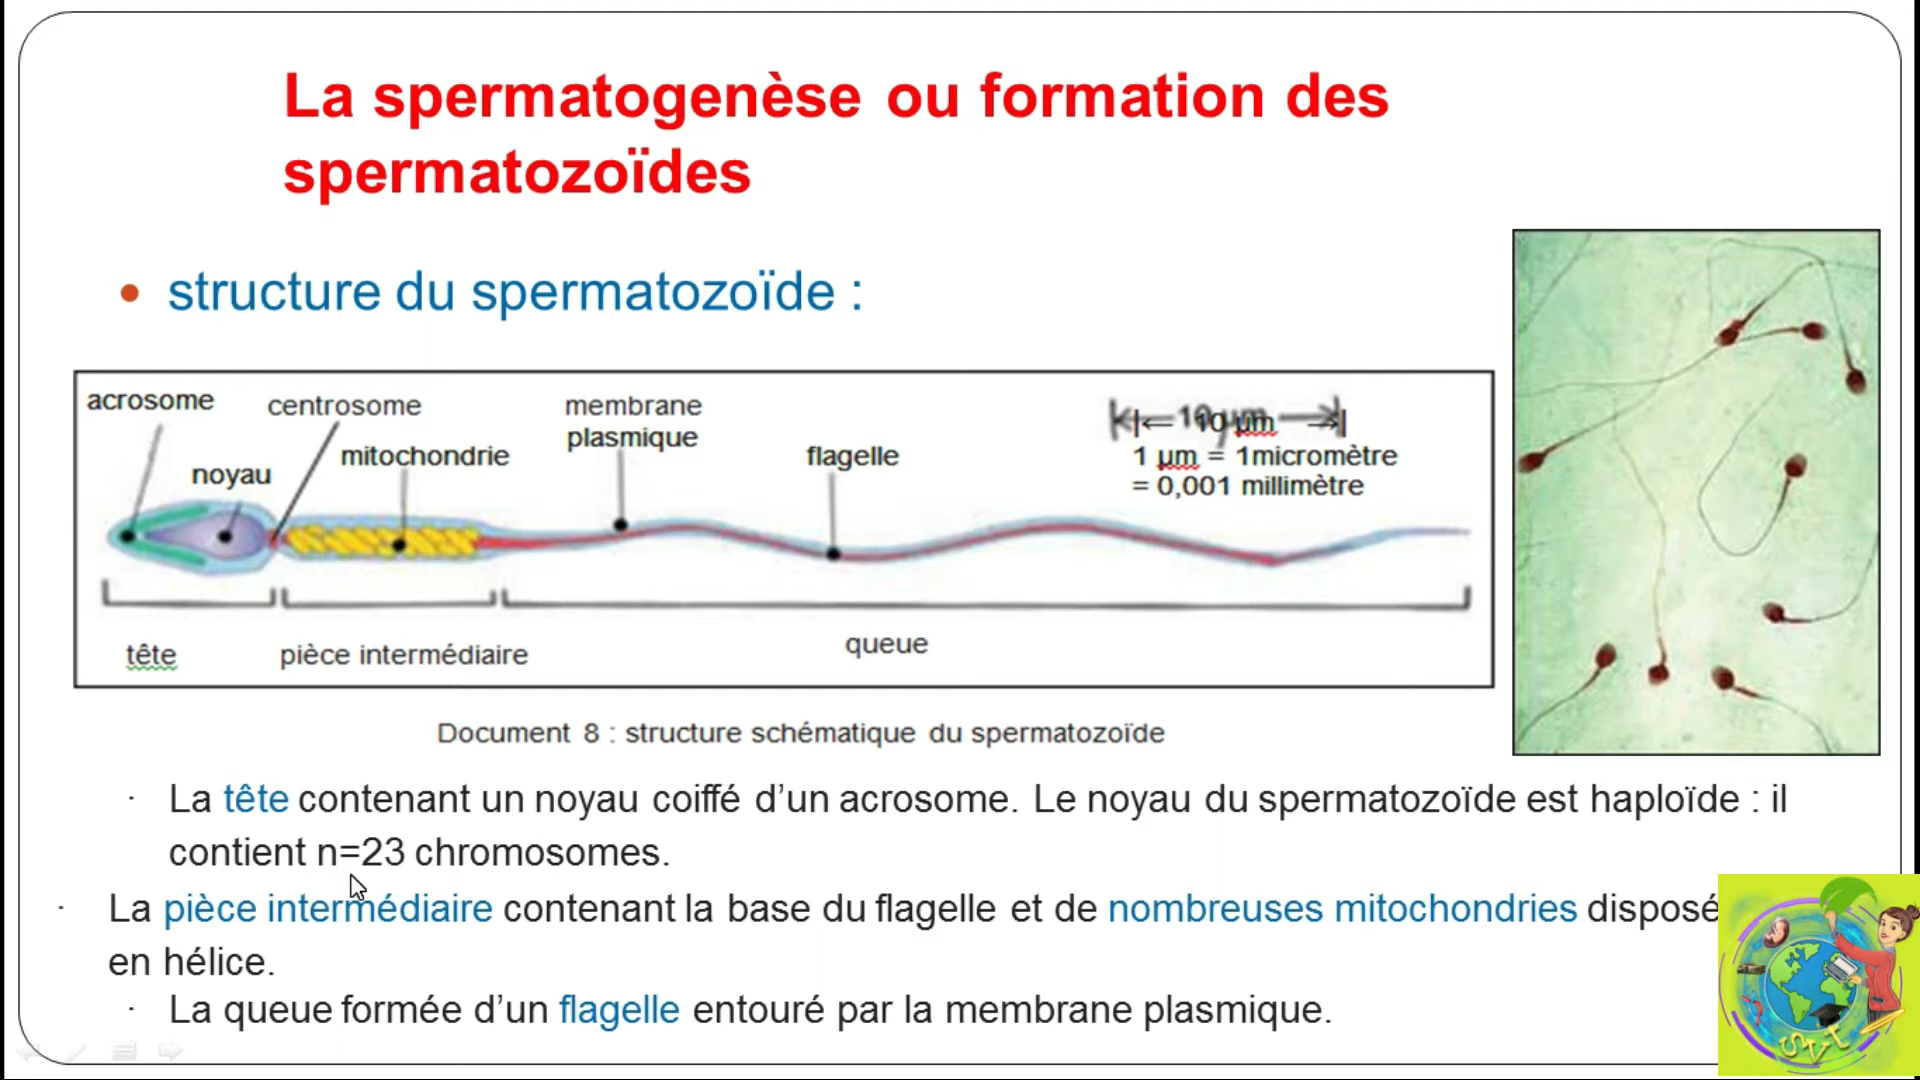 La spermatogenèse ou formation des
spermatozoïdes
• structure du spermatozoïde :
acrosome
centrosome
membrane
plasmique
noyau
mitochondrie
flagelle
10 µm
1 µm = 1micromètre
= 0,001 millimètre
tête
pièce intermédiaire
queue
Document 8 : structure schématique du spermatozoïde
· La tête contenant un noyau coiffé d’un acrosome. Le noyau du spermatozoïde est haploïde : il
contient n=23 chromosomes.
· La pièce intermédiaire contenant la base du flagelle et de nombreuses mitochondries disposé
en hélice.
· La queue formée d’un flagelle entouré par la membrane plasmique.
SVT